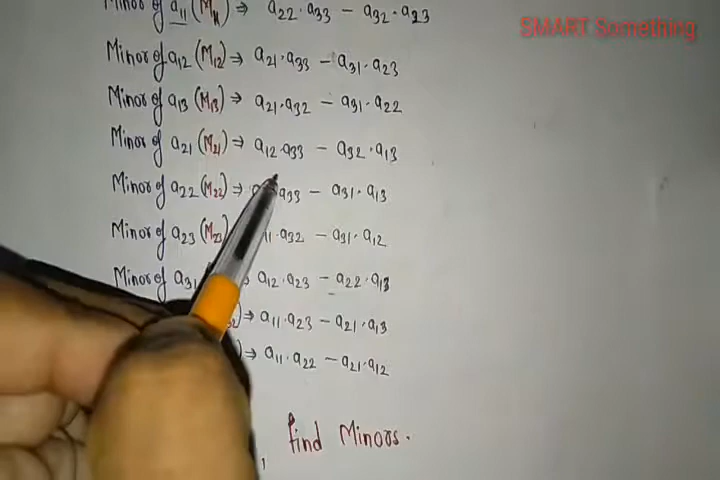 Minor of a11 (M11) ⇒ a22·a33 − a32·a23
SMART Something
Minor of a12 (M12) ⇒ a21·a33 − a31·a23
Minor of a13 (M13) ⇒ a21·a32 − a31·a22
Minor of a21 (M21) ⇒ a12·a33 − a32·a13
Minor of a22 (M22) ⇒ a33 − a31·a13
Minor of a23 (M23) 11·a32 − a31·a12
Minor of a31 ⇒ a12·a23 − a22·a13
2) ⇒ a11·a23 − a21·a13
) ⇒ a11·a22 − a21·a12
, find Minors.